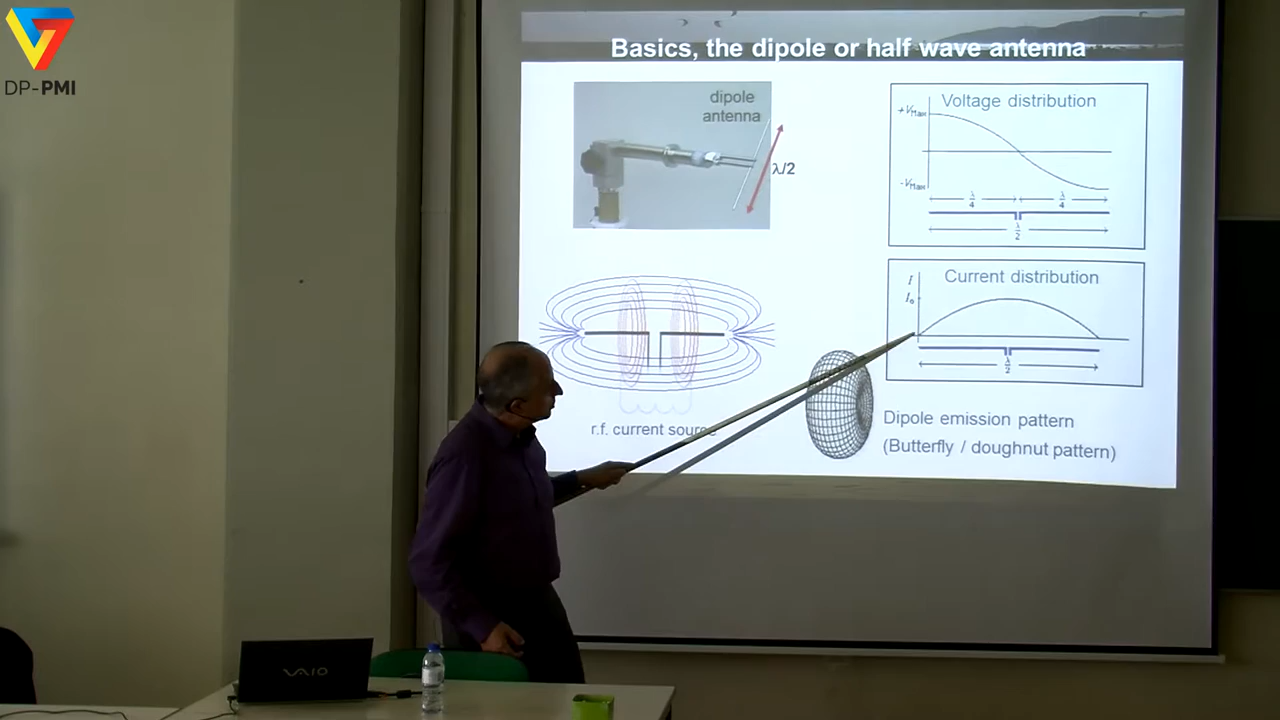 DP-PMI
Basics, the dipole or half wave antenna
dipole
antenna
λ/2
Voltage distribution
+VMax
-VMax
λ/4
λ/4
λ/2
Current distribution
I
I₀
λ/2
r.f. current source
Dipole emission pattern
(Butterfly / doughnut pattern)
VAIO